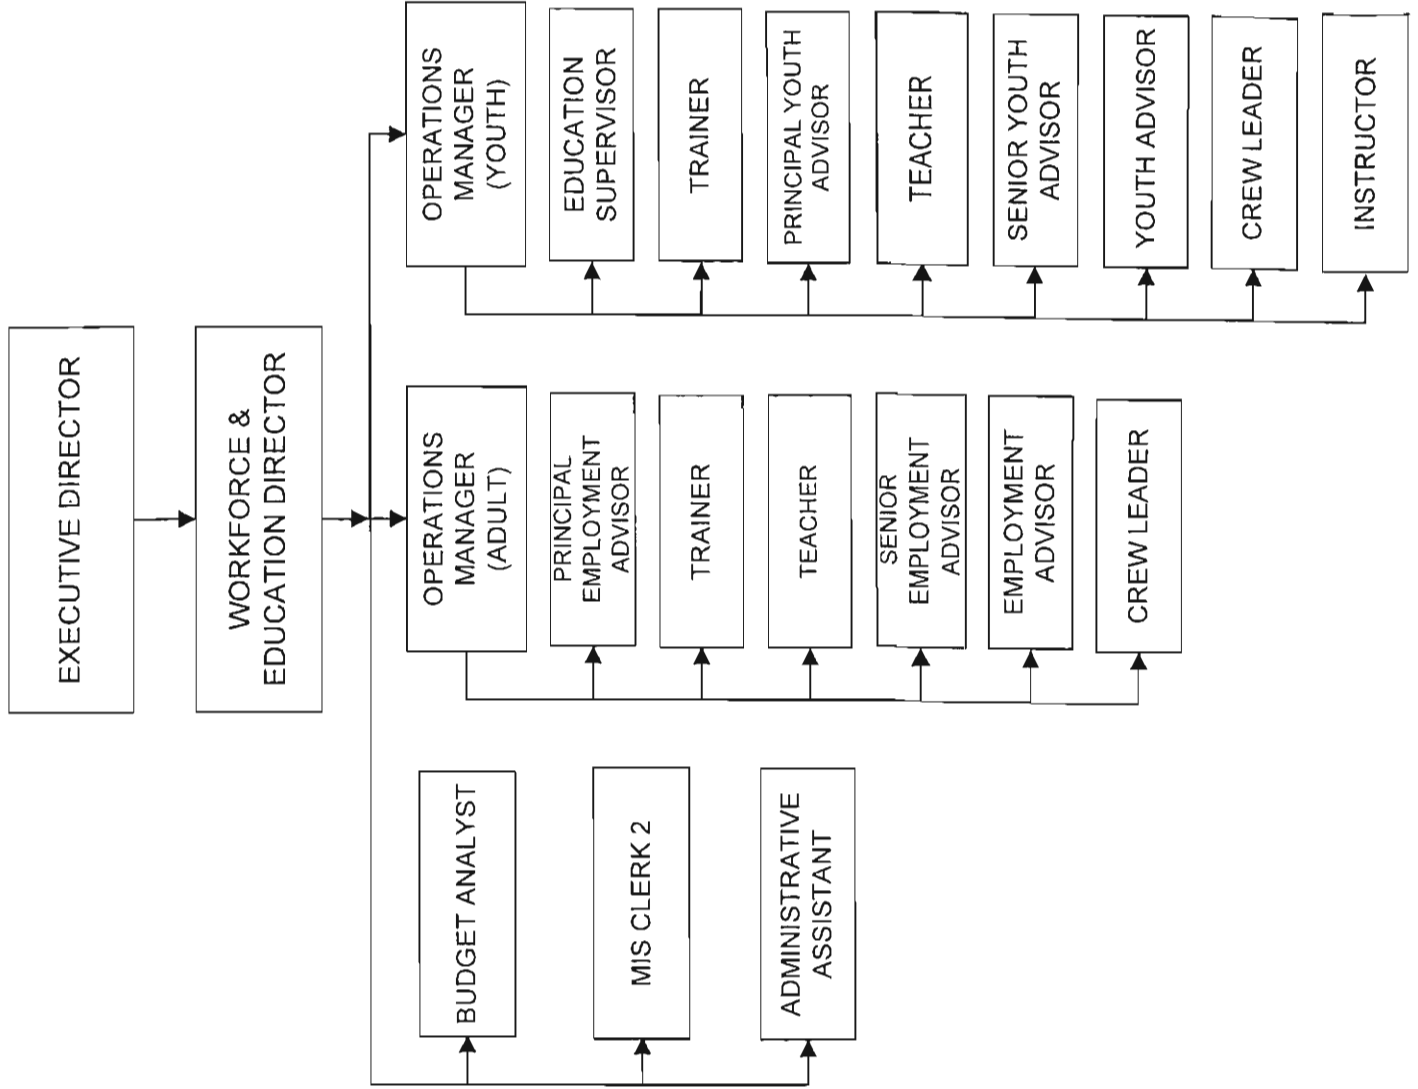 EXECUTIVE DIRECTOR
WORKFORCE &
EDUCATION DIRECTOR
BUDGET ANALYST
MIS CLERK 2
ADMINISTRATIVE
ASSISTANT
OPERATIONS
MANAGER
(ADULT)
PRINCIPAL
EMPLOYMENT
ADVISOR
TRAINER
TEACHER
SENIOR
EMPLOYMENT
ADVISOR
EMPLOYMENT
ADVISOR
CREW LEADER
OPERATIONS
MANAGER
(YOUTH)
EDUCATION
SUPERVISOR
TRAINER
PRINCIPAL YOUTH
ADVISOR
TEACHER
SENIOR YOUTH
ADVISOR
YOUTH ADVISOR
CREW LEADER
INSTRUCTOR